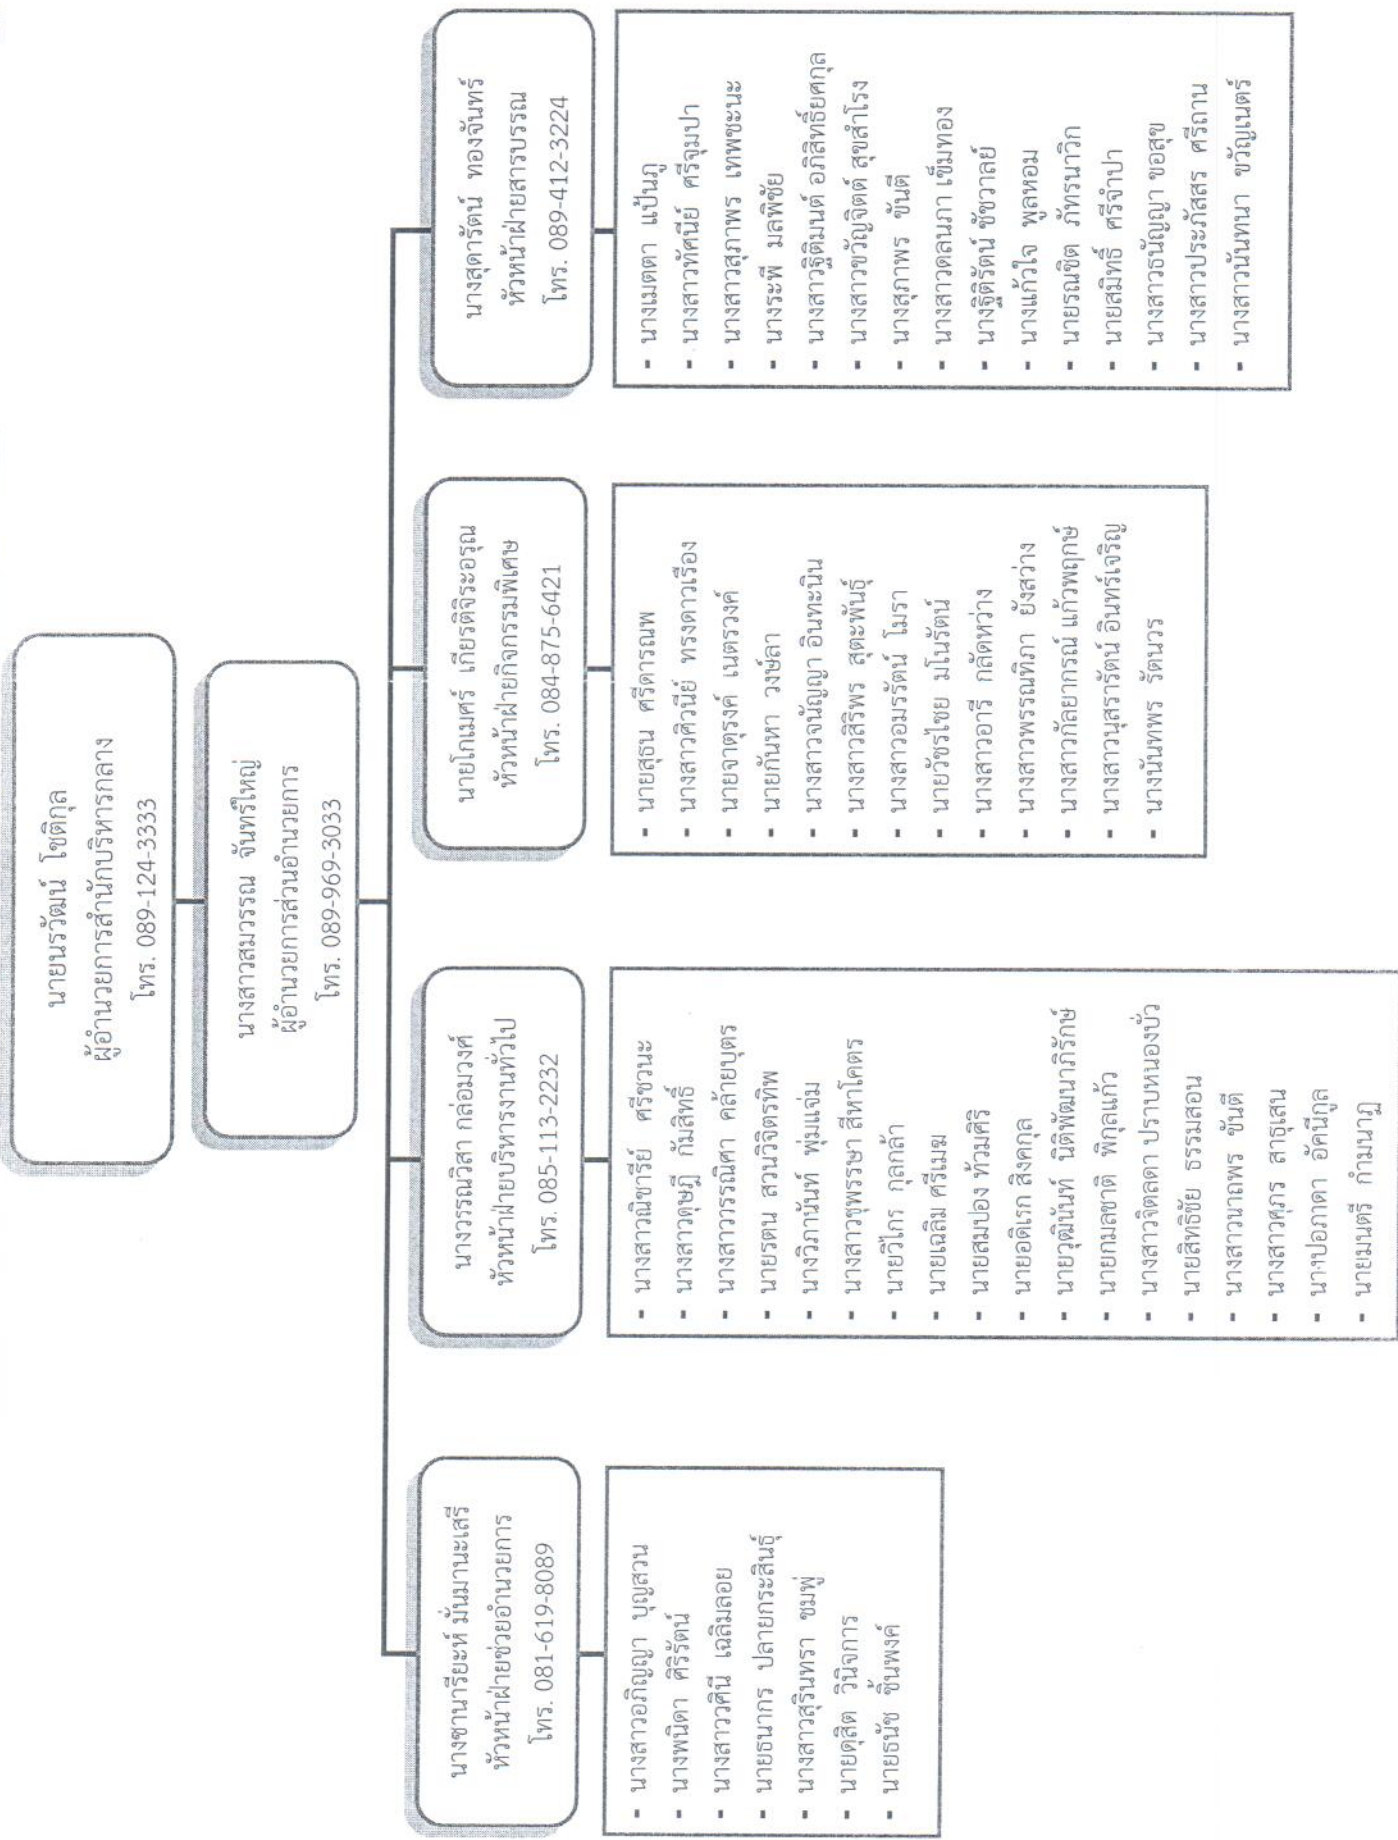 นายนรวัฒน์ โชติกุล
ผู้อำนวยการสำนักบริหารกลาง
โทร. 089-124-3333
นางสาวสมวรรณ จันทร์ใหญ่
ผู้อำนวยการส่วนอำนวยการ
โทร. 089-969-3033
นางชานารียะห์ มั่นมานะเสรี
หัวหน้าฝ่ายช่วยอำนวยการ
โทร. 081-619-8089
- นางสาวอภิญญา บุญสวน
- นางพนิดา ศิริรัตน์
- นางสาววศินี เฉลิมลอย
- นายธนากร ปลายกระสินธุ์
- นางสาวสุรินทรา ชมพู่
- นายดุสิต วินิจการ
- นายธนัช ชื้นพงค์
นางวรรณวิสา กล่อมวงศ์
หัวหน้าฝ่ายบริหารงานทั่วไป
โทร. 085-113-2232
- นางสาวณิชารีย์ ศรีชวนะ
- นางสาวดุษฎี กัมสิทธิ์
- นางสาววรรณิศา คล้ายบุตร
- นายรตน สวนวิจิตรทิพ
- นางวิภานันท์ พุ่มแจ่ม
- นางสาวชุพรรษา สีหาโคตร
- นายวิไกร กุลกล้า
- นายเฉลิม ศรีเมฆ
- นายสมปอง ท้วมศิริ
- นายอดิเรก สิงคกุล
- นายวุฒินันท์ นิติพัฒนาภิรักษ์
- นายกมลชาติ พิกุลแก้ว
- นางสาวจิตลดา ปราบหนองบั่ว
- นายสิทธิชัย ธรรมสอน
- นางสาวนาถพร ขันตี
- นางสาวศุภร สาธุเสน
- นางปอภาดา อัคนีกูล
- นายมนตรี กำมนาฏ
นายโกเมศร์ เกียรติจิระอรุณ
หัวหน้าฝ่ายกิจกรรมพิเศษ
โทร. 084-875-6421
- นายสุธน ศรีดารณพ
- นางสาวศิวนีย์ ทรงดาวเรือง
- นายจาตุรงค์ เนตรวงค์
- นายกันหา วงษ์ลา
- นางสาวจนัญญา อินทะนิน
- นางสาวสิริพร สุตะพันธุ์
- นางสาวอมรรัตน์ โมรา
- นายวัชรไชย มโนรัตน์
- นางสาวอารี กลัดหว่าง
- นางสาวพรรณทิภา ยังสว่าง
- นางสาวกัลยากรณ์ แก้วพฤกษ์
- นางสาวนุสรารัตน์ อินทร์เจริญ
- นางนันทพร รัตนวร
นางสุดารัตน์ ทองจันทร์
หัวหน้าฝ่ายสารบรรณ
โทร. 089-412-3224
- นางเมตตา แป้นภู
- นางสาวทัศนีย์ ศรีจูมปา
- นางสาวสุภาพร เทพชะนะ
- นางระพี มลพิชัย
- นางสาวฐิติมนต์ อภิสิทธิ์ยศกุล
- นางสาวขวัญจิตต์ สุขสำโรง
- นางสุภาพร ขันตี
- นางสาวดลนภา เข็มทอง
- นางฐิติรัตน์ ชัชวาลย์
- นางแก้วใจ พูลหอม
- นายรณชิต ภัทรนาวิก
- นายสมิทธิ์ ศรีจำปา
- นางสาวธนัญญา ขอสุข
- นางสาวประภัสสร ศรีถาน
- นางสาวนันทนา ขวัญเนตร์